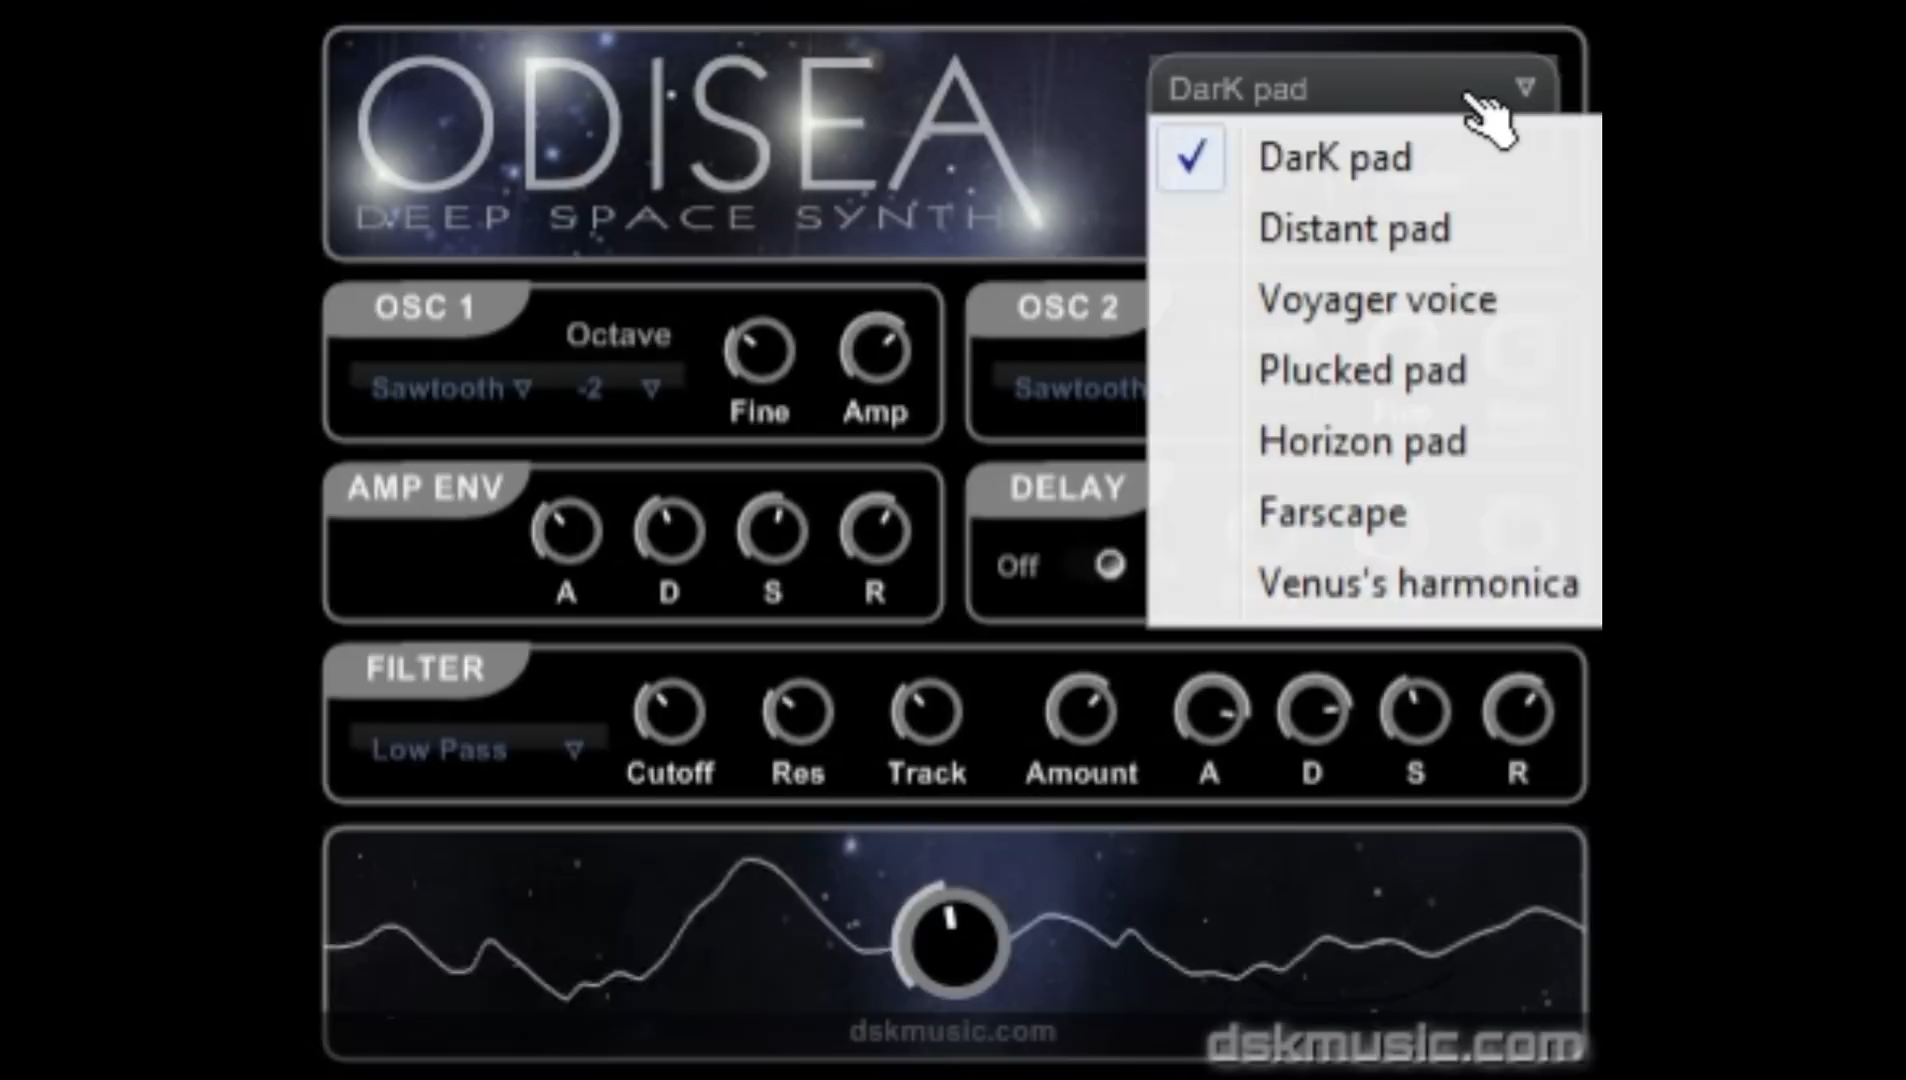 ODISEA
DEEP SPACE SYNTH
DarK pad
DarK pad
Distant pad
Voyager voice
Plucked pad
Horizon pad
Farscape
Venus's harmonica
OSC 1
Octave
Sawtooth -2
Fine Amp
OSC 2
Sawtooth
AMP ENV
A D S R
DELAY
Off
FILTER
Low Pass
Cutoff Res Track Amount A D S R
dskmusic.com
dskmusic.com